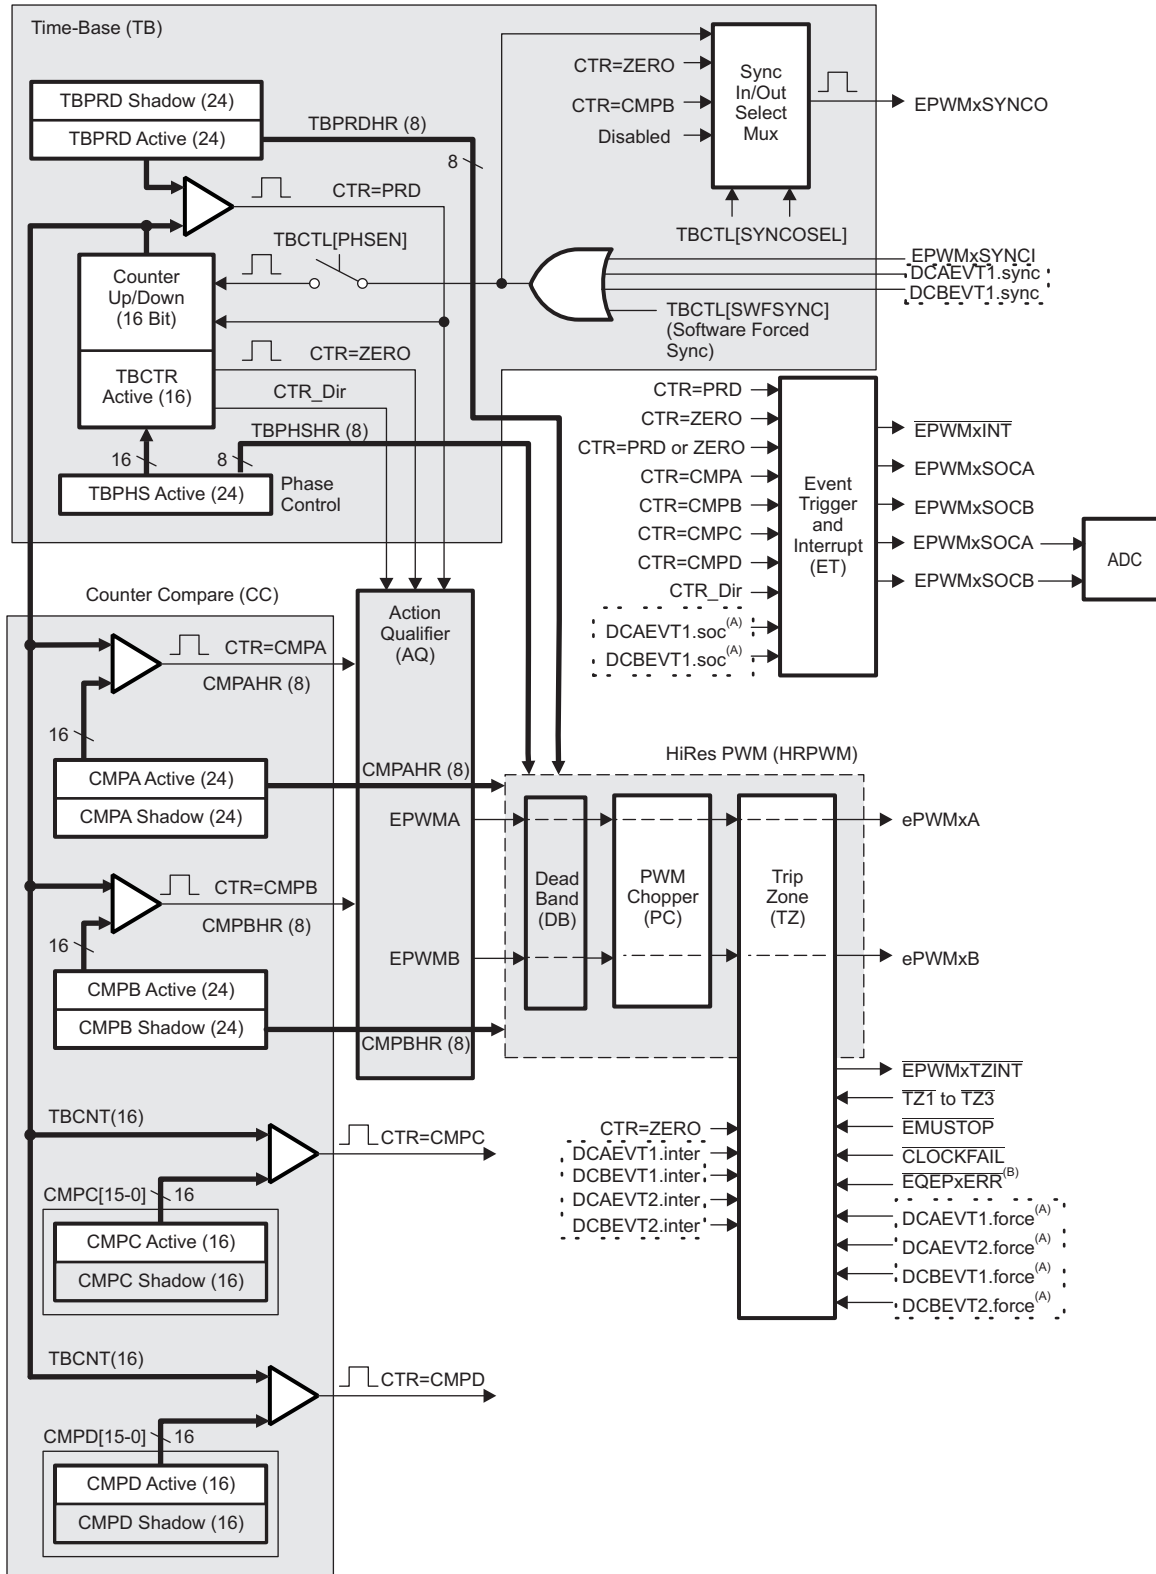 Time-Base (TB)
TBPRD Shadow (24)
TBPRD Active (24)
TBPRDHR (8)
8
CTR=PRD
TBCTL[PHSEN]
Counter
Up/Down
(16 Bit)
TBCTR
Active (16)
CTR=ZERO
CTR_Dir
TBPHSHR (8)
16
8
TBPHS Active (24)
Phase
Control
CTR=ZERO
CTR=CMPB
Disabled
Sync
In/Out
Select
Mux
EPWMxSYNCO
TBCTL[SYNCOSEL]
EPWMxSYNCI
DCAEVT1.sync
DCBEVT1.sync
TBCTL[SWFSYNC]
(Software Forced
Sync)
CTR=PRD
CTR=ZERO
CTR=PRD or ZERO
CTR=CMPA
CTR=CMPB
CTR=CMPC
CTR=CMPD
CTR_Dir
DCAEVT1.soc(A)
DCBEVT1.soc(A)
Event
Trigger
and
Interrupt
(ET)
EPWMxINT
EPWMxSOCA
EPWMxSOCB
EPWMxSOCA
EPWMxSOCB
ADC
Counter Compare (CC)
Action
Qualifier
(AQ)
CTR=CMPA
CMPAHR (8)
16
CMPA Active (24)
CMPA Shadow (24)
CMPAHR (8)
EPWMA
CTR=CMPB
CMPBHR (8)
16
EPWMB
CMPB Active (24)
CMPB Shadow (24)
CMPBHR (8)
HiRes PWM (HRPWM)
Dead
Band
(DB)
PWM
Chopper
(PC)
Trip
Zone
(TZ)
ePWMxA
ePWMxB
EPWMxTZINT
TZ1 to TZ3
EMUSTOP
CLOCKFAIL
EQEPxERR(B)
DCAEVT1.force(A)
DCAEVT2.force(A)
DCBEVT1.force(A)
DCBEVT2.force(A)
CTR=ZERO
DCAEVT1.inter
DCBEVT1.inter
DCAEVT2.inter
DCBEVT2.inter
TBCNT(16)
CTR=CMPC
CMPC[15-0]
16
CMPC Active (16)
CMPC Shadow (16)
TBCNT(16)
CTR=CMPD
CMPD[15-0]
16
CMPD Active (16)
CMPD Shadow (16)